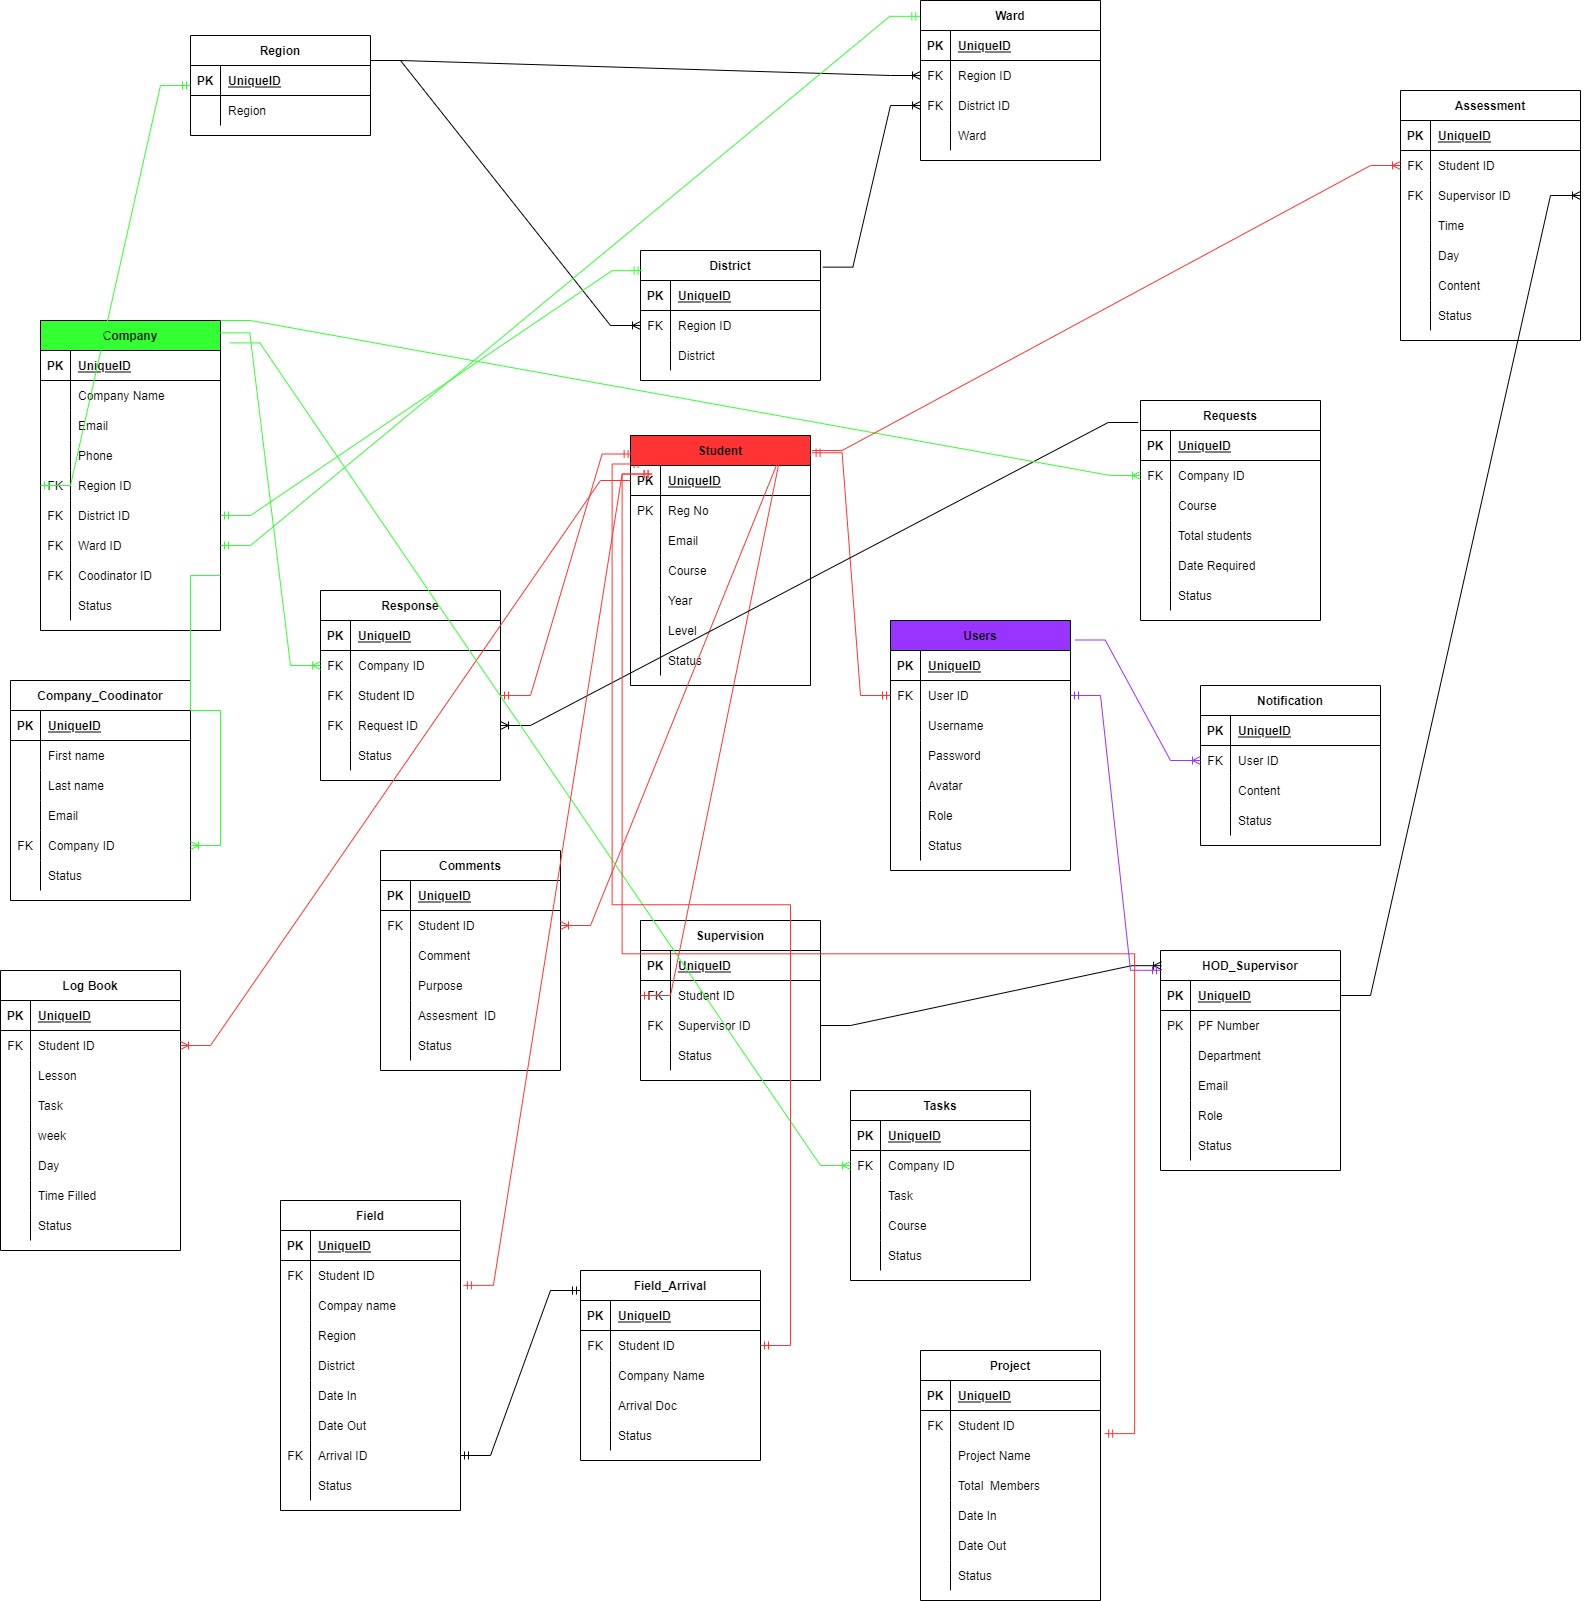 Region
PK UniqueID
Region
Ward
PK UniqueID
FK Region ID
FK District ID
Ward
Assessment
PK UniqueID
FK Student ID
FK Supervisor ID
Time
Day
Content
Status
District
PK UniqueID
FK Region ID
District
Company
PK UniqueID
Company Name
Email
Phone
FK Region ID
FK District ID
FK Ward ID
FK Coodinator ID
Status
Requests
PK UniqueID
FK Company ID
Course
Total students
Date Required
Status
Student
PK UniqueID
PK Reg No
Email
Course
Year
Level
Status
Response
PK UniqueID
FK Company ID
FK Student ID
FK Request ID
Status
Users
PK UniqueID
FK User ID
Username
Password
Avatar
Role
Status
Company_Coodinator
PK UniqueID
First name
Last name
Email
FK Company ID
Status
Notification
PK UniqueID
FK User ID
Content
Status
Comments
PK UniqueID
FK Student ID
Comment
Purpose
Assesment ID
Status
Supervision
PK UniqueID
FK Student ID
FK Supervisor ID
Status
HOD_Supervisor
PK UniqueID
PK PF Number
Department
Email
Role
Status
Log Book
PK UniqueID
FK Student ID
Lesson
Task
week
Day
Time Filled
Status
Tasks
PK UniqueID
FK Company ID
Task
Course
Status
Field
PK UniqueID
FK Student ID
Compay name
Region
District
Date In
Date Out
FK Arrival ID
Status
Field_Arrival
PK UniqueID
FK Student ID
Company Name
Arrival Doc
Status
Project
PK UniqueID
FK Student ID
Project Name
Total Members
Date In
Date Out
Status